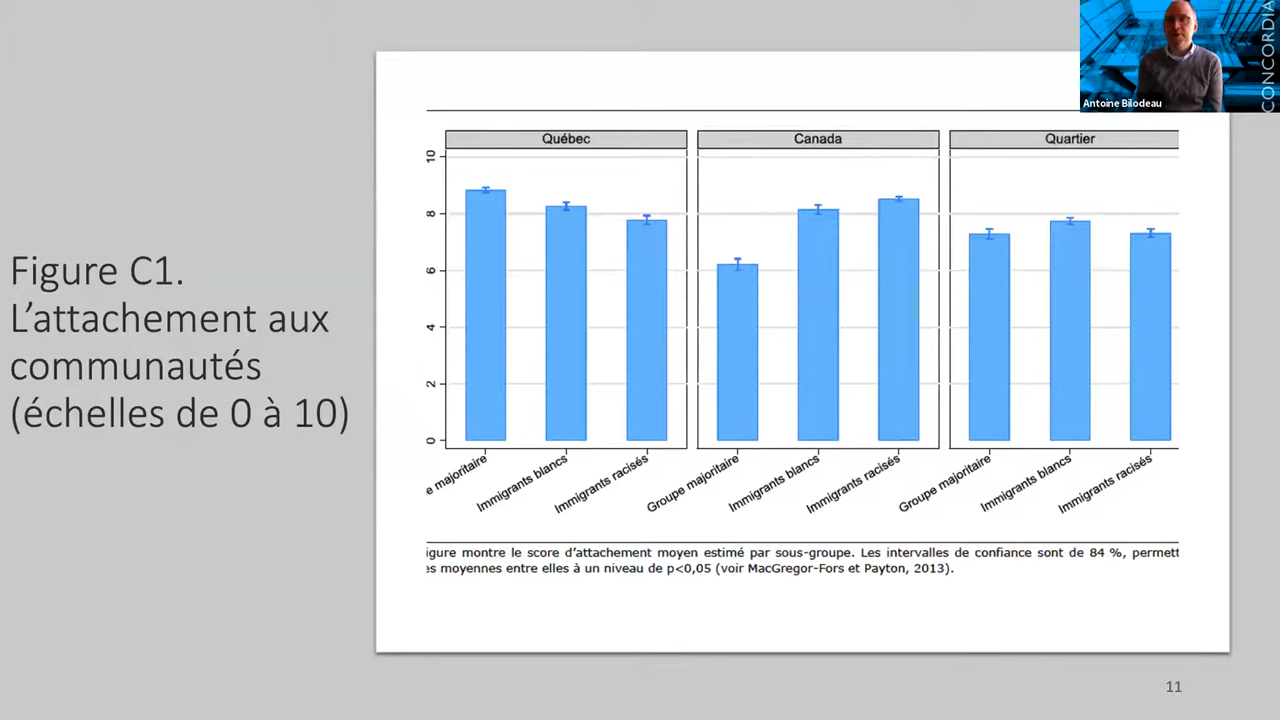 Figure C1.
L’attachement aux
communautés
(échelles de 0 à 10)
Québec
Canada
Quartier
10
8
6
4
2
0
e majoritaire
Immigrants blancs
Immigrants racisés
Groupe majoritaire
Immigrants blancs
Immigrants racisés
Groupe majoritaire
Immigrants blancs
Immigrants racisés
igure montre le score d’attachement moyen estimé par sous-groupe. Les intervalles de confiance sont de 84 %, permett
es moyennes entre elles à un niveau de p<0,05 (voir MacGregor-Fors et Payton, 2013).
Antoine Bilodeau
CONCORDIA
11